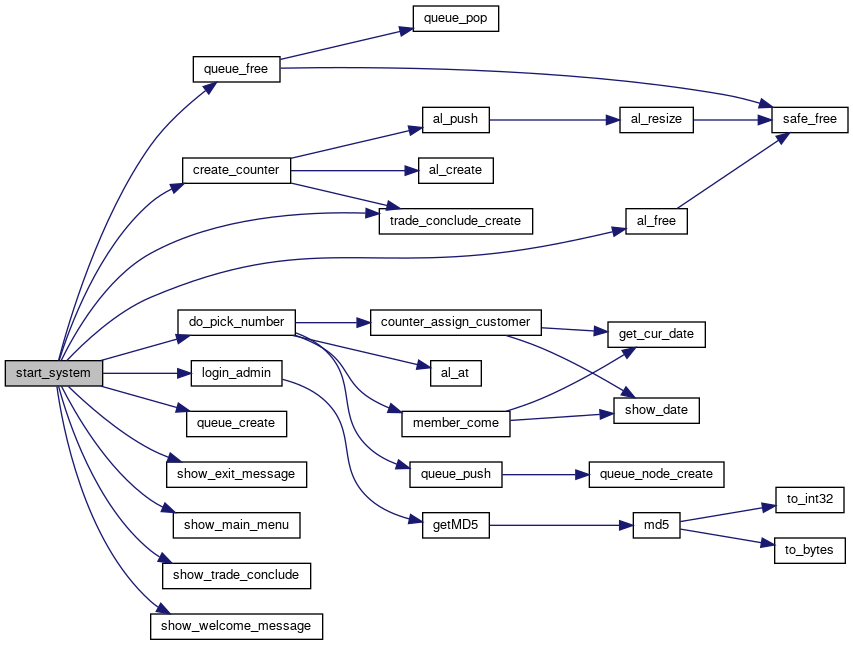 queue_pop
queue_free
al_push
al_resize
safe_free
create_counter
al_create
trade_conclude_create
al_free
do_pick_number
counter_assign_customer
get_cur_date
start_system
login_admin
al_at
queue_create
member_come
show_date
show_exit_message
queue_push
queue_node_create
show_main_menu
getMD5
md5
to_int32
to_bytes
show_trade_conclude
show_welcome_message